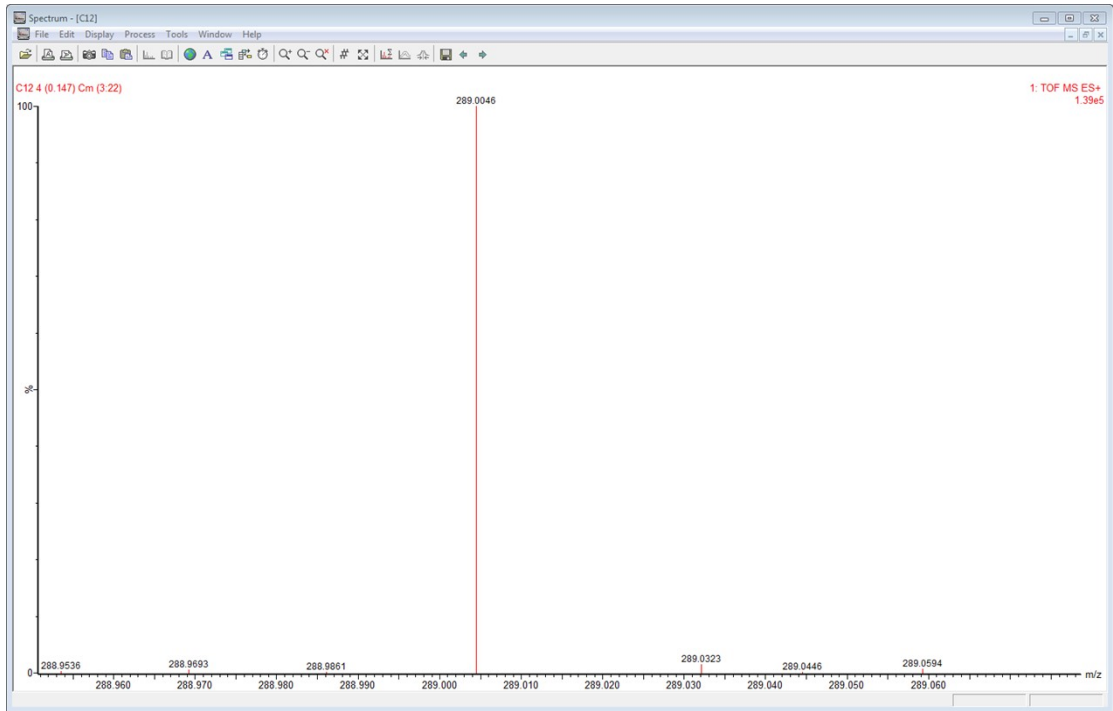 Spectrum - [C12]
File Edit Display Process Tools Window Help
C12 4 (0.147) Cm (3:22)
1: TOF MS ES+
1.39e5
100
289.0046
%
0
288.9536
288.9693
288.9861
289.0323
289.0446
289.0594
m/z
288.960 288.970 288.980 288.990 289.000 289.010 289.020 289.030 289.040 289.050 289.060